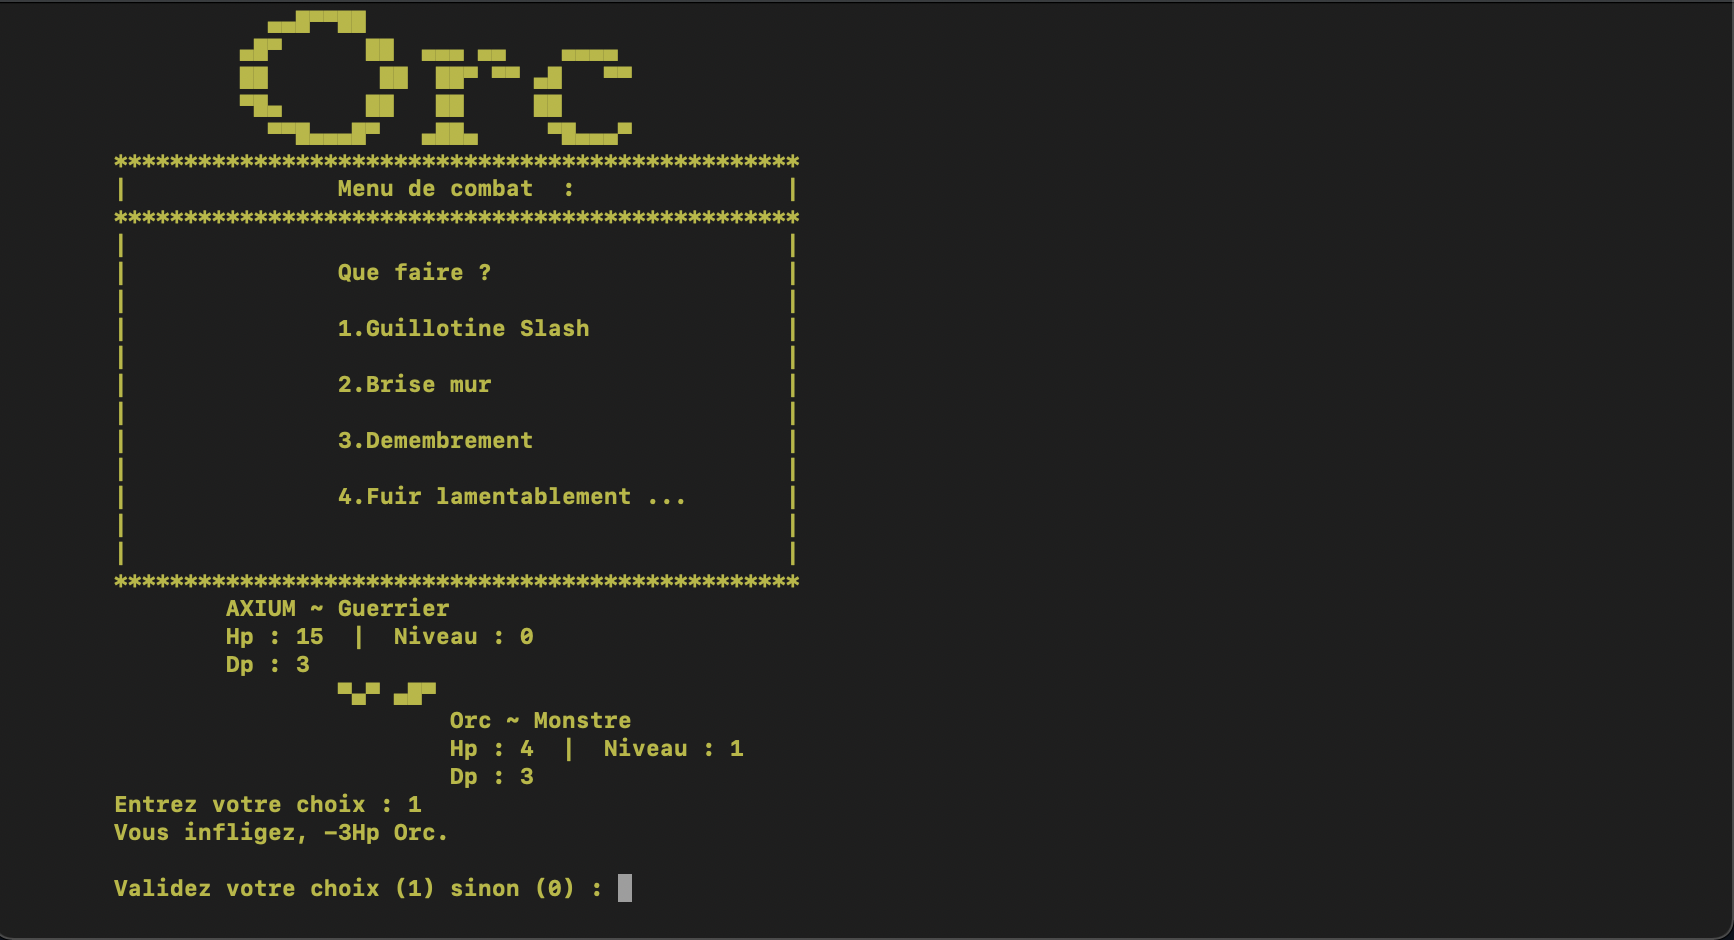 Orc
*************************************************
| Menu de combat  : |
*************************************************
Que faire ?
1.Guillotine Slash
2.Brise mur
3.Demembrement
4.Fuir lamentablement ...
*************************************************
AXIUM ~ Guerrier
Hp : 15  |  Niveau : 0
Dp : 3
Orc ~ Monstre
Hp : 4  |  Niveau : 1
Dp : 3
Entrez votre choix : 1
Vous infligez, -3Hp Orc.
Validez votre choix (1) sinon (0) :